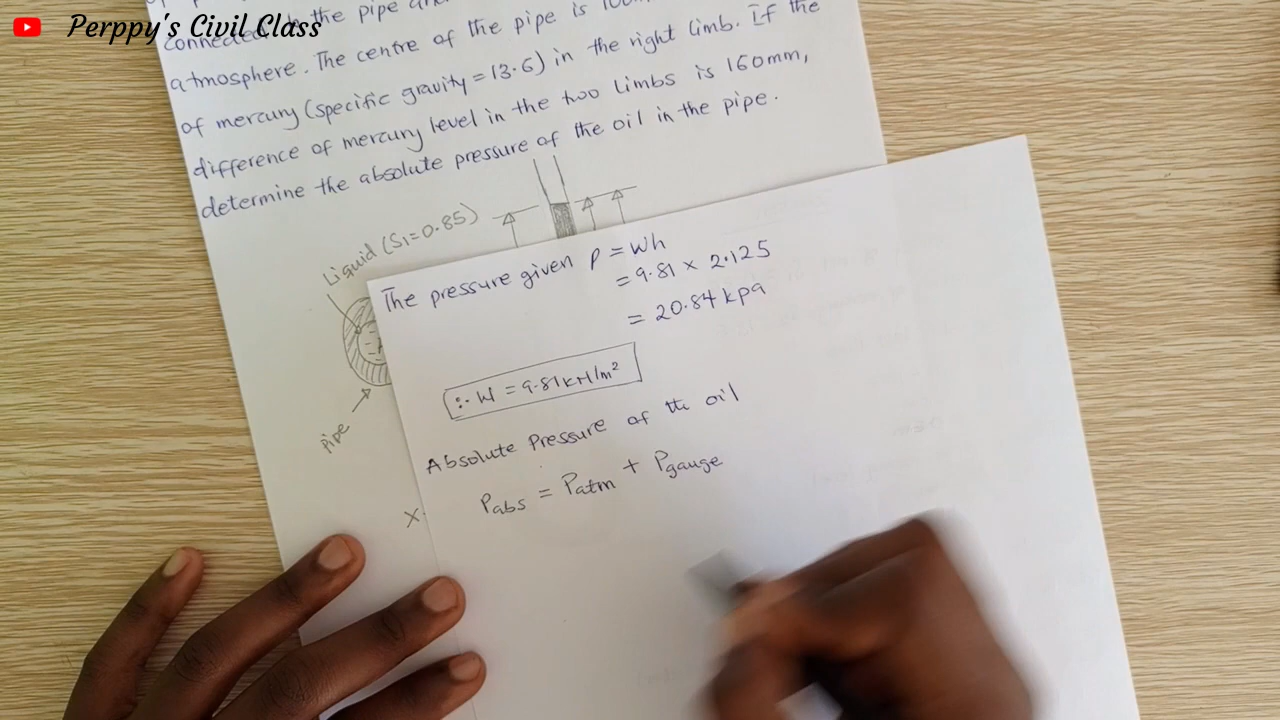 Perppy's Civil Class
connected to the pipe
atmosphere. The centre of the pipe is
of mercury (specific gravity = 13.6) in the right limb. If the
difference of mercury level in the two limbs is 160mm,
determine the absolute pressure of the oil in the pipe.
Liquid (S1=0.85)
pipe
X
The pressure given P = Wh
= 9.81 × 2.125
= 20.84 kpa
∴ W = 9.81 kN/m²
Absolute Pressure of the oil
Pabs = Patm + Pgauge